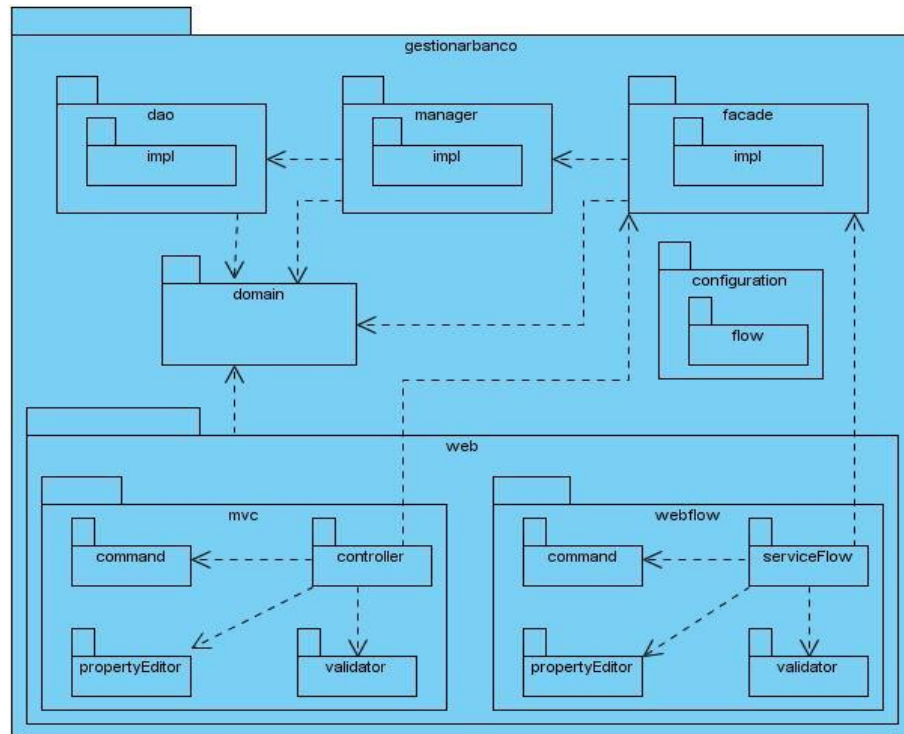 gestionarbanco
dao
impl
manager
impl
facade
impl
domain
configuration
flow
web
mvc
command
controller
propertyEditor
validator
webflow
command
serviceFlow
propertyEditor
validator